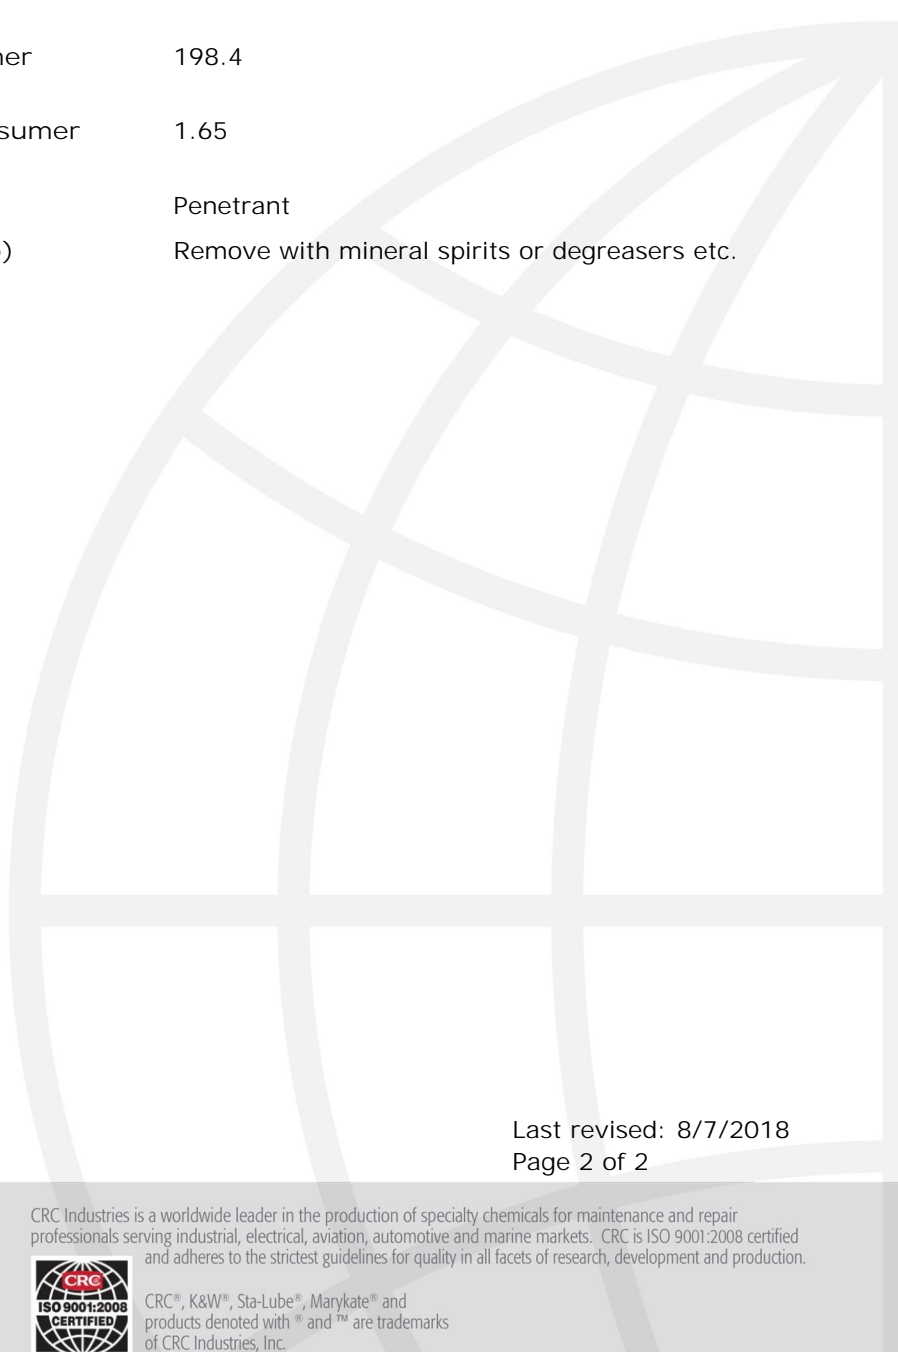 ner 198.4
sumer 1.65
Penetrant
) Remove with mineral spirits or degreasers etc.
Last revised: 8/7/2018
Page 2 of 2
CRC Industries is a worldwide leader in the production of specialty chemicals for maintenance and repair
professionals serving industrial, electrical, aviation, automotive and marine markets. CRC is ISO 9001:2008 certified
and adheres to the strictest guidelines for quality in all facets of research, development and production.
CRC®
ISO 9001:2008
CERTIFIED
CRC®, K&W®, Sta-Lube®, Marykate® and
products denoted with ® and ™ are trademarks
of CRC Industries, Inc.